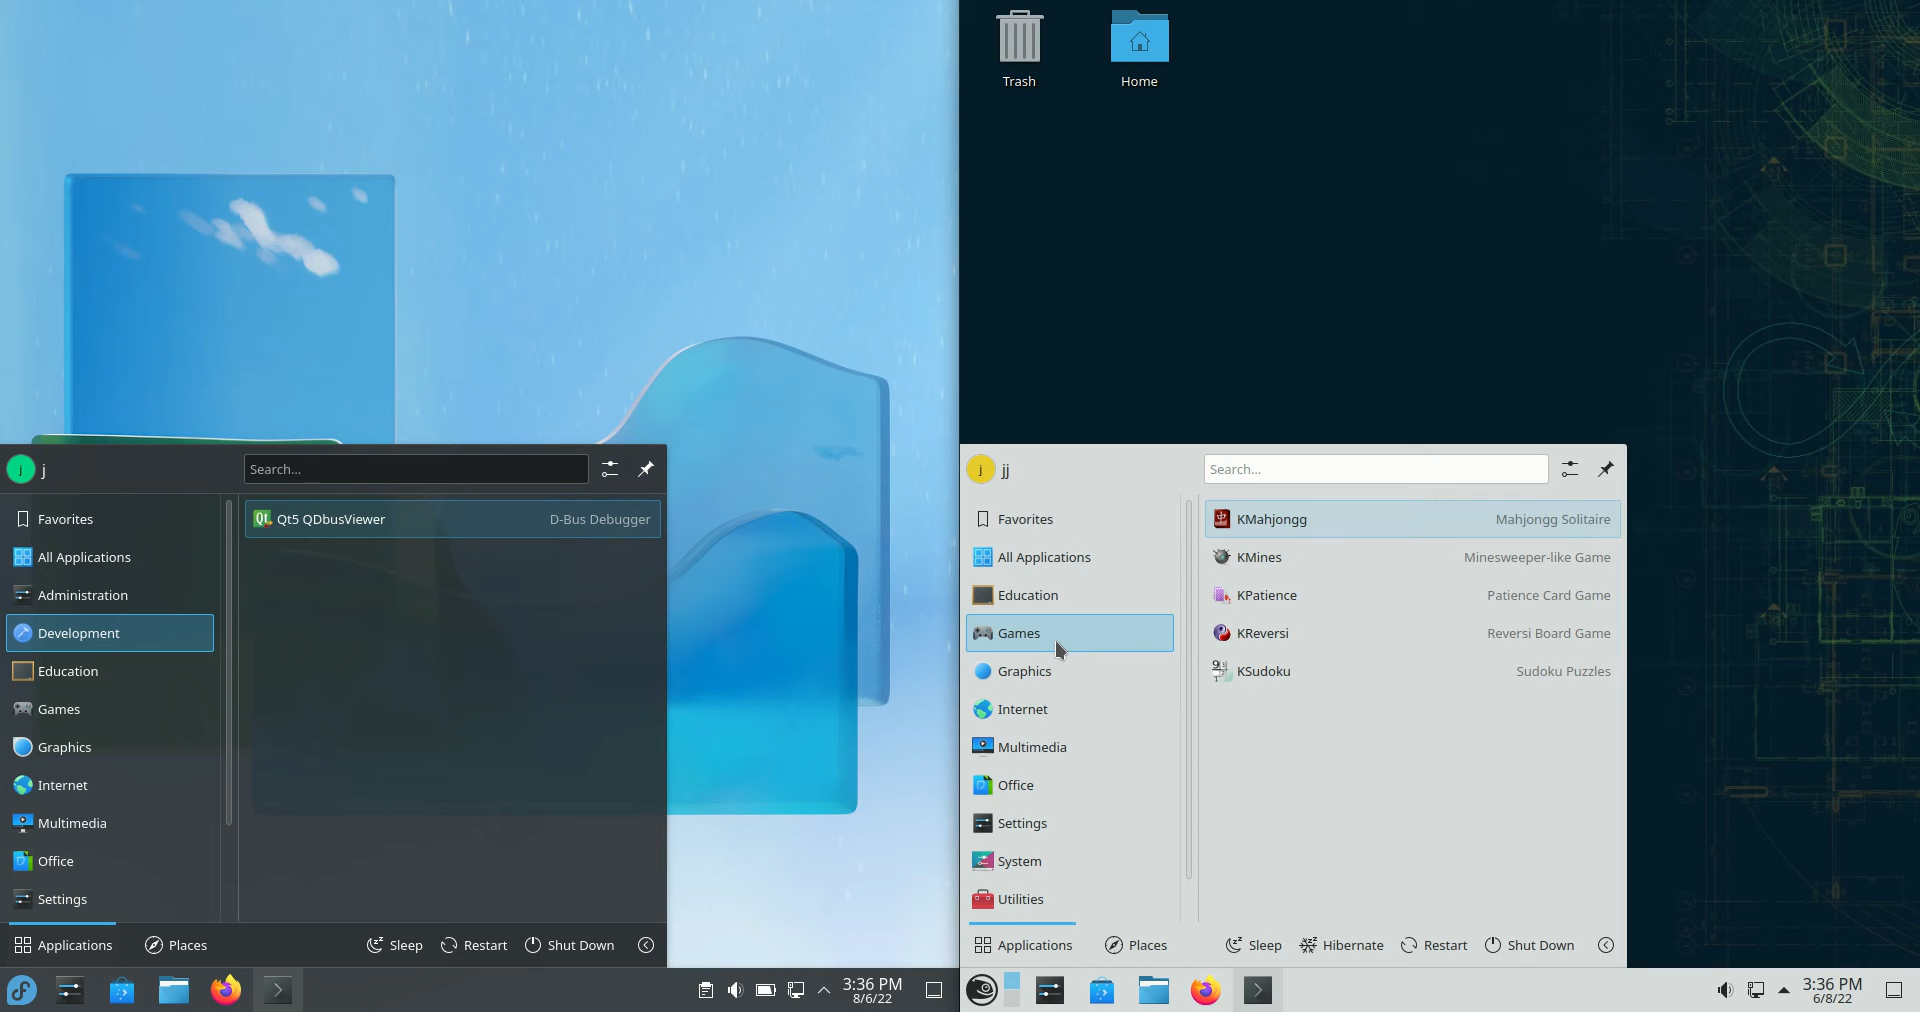 Trash
Home
j
j
Search...
Favorites
All Applications
Administration
Development
Education
Games
Graphics
Internet
Multimedia
Office
Settings
Qt
Qt5 QDbusViewer
D-Bus Debugger
Applications
Places
Sleep
Restart
Shut Down
3:36 PM
8/6/22
j
jj
Search...
Favorites
All Applications
Education
Games
Graphics
Internet
Multimedia
Office
Settings
System
Utilities
KMahjongg
Mahjongg Solitaire
KMines
Minesweeper-like Game
KPatience
Patience Card Game
KReversi
Reversi Board Game
KSudoku
Sudoku Puzzles
Applications
Places
Sleep
Hibernate
Restart
Shut Down
3:36 PM
6/8/22